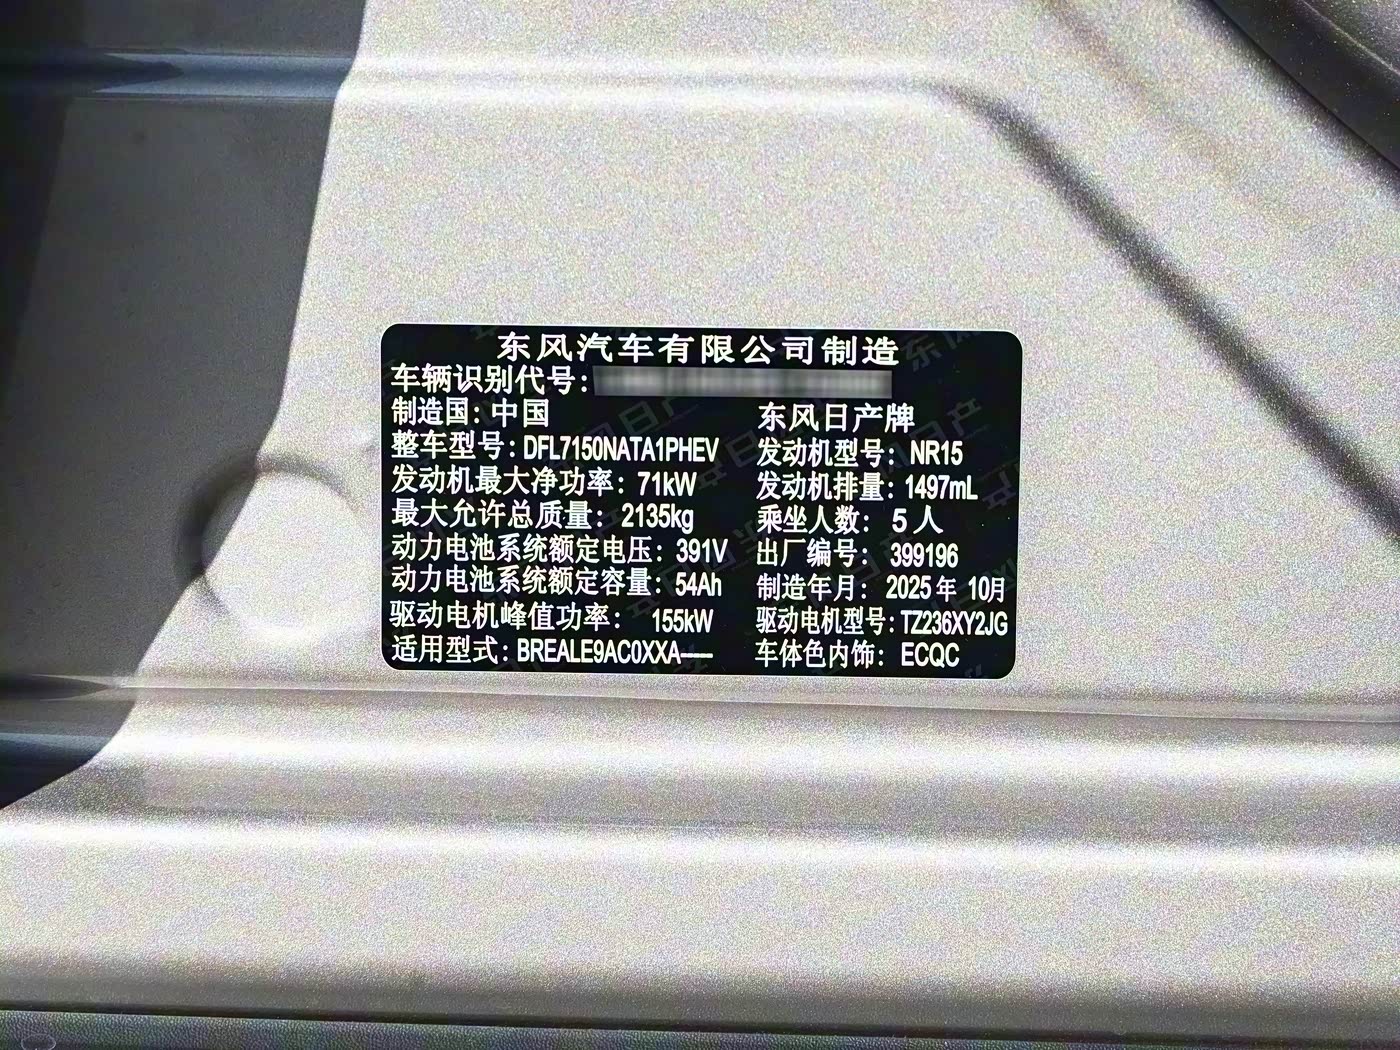 东风汽车有限公司制造
车辆识别代号：
制造国：中国 东风日产牌
整车型号：DFL7150NATA1PHEV 发动机型号：NR15
发动机最大净功率：71kW 发动机排量：1497mL
最大允许总质量：2135kg 乘坐人数：5人
动力电池系统额定电压：391V 出厂编号：399196
动力电池系统额定容量：54Ah 制造年月：2025年 10月
驱动电机峰值功率：155kW 驱动电机型号：TZ236XY2JG
适用型式：BREALE9AC0XXA----- 车体色内饰：ECQC